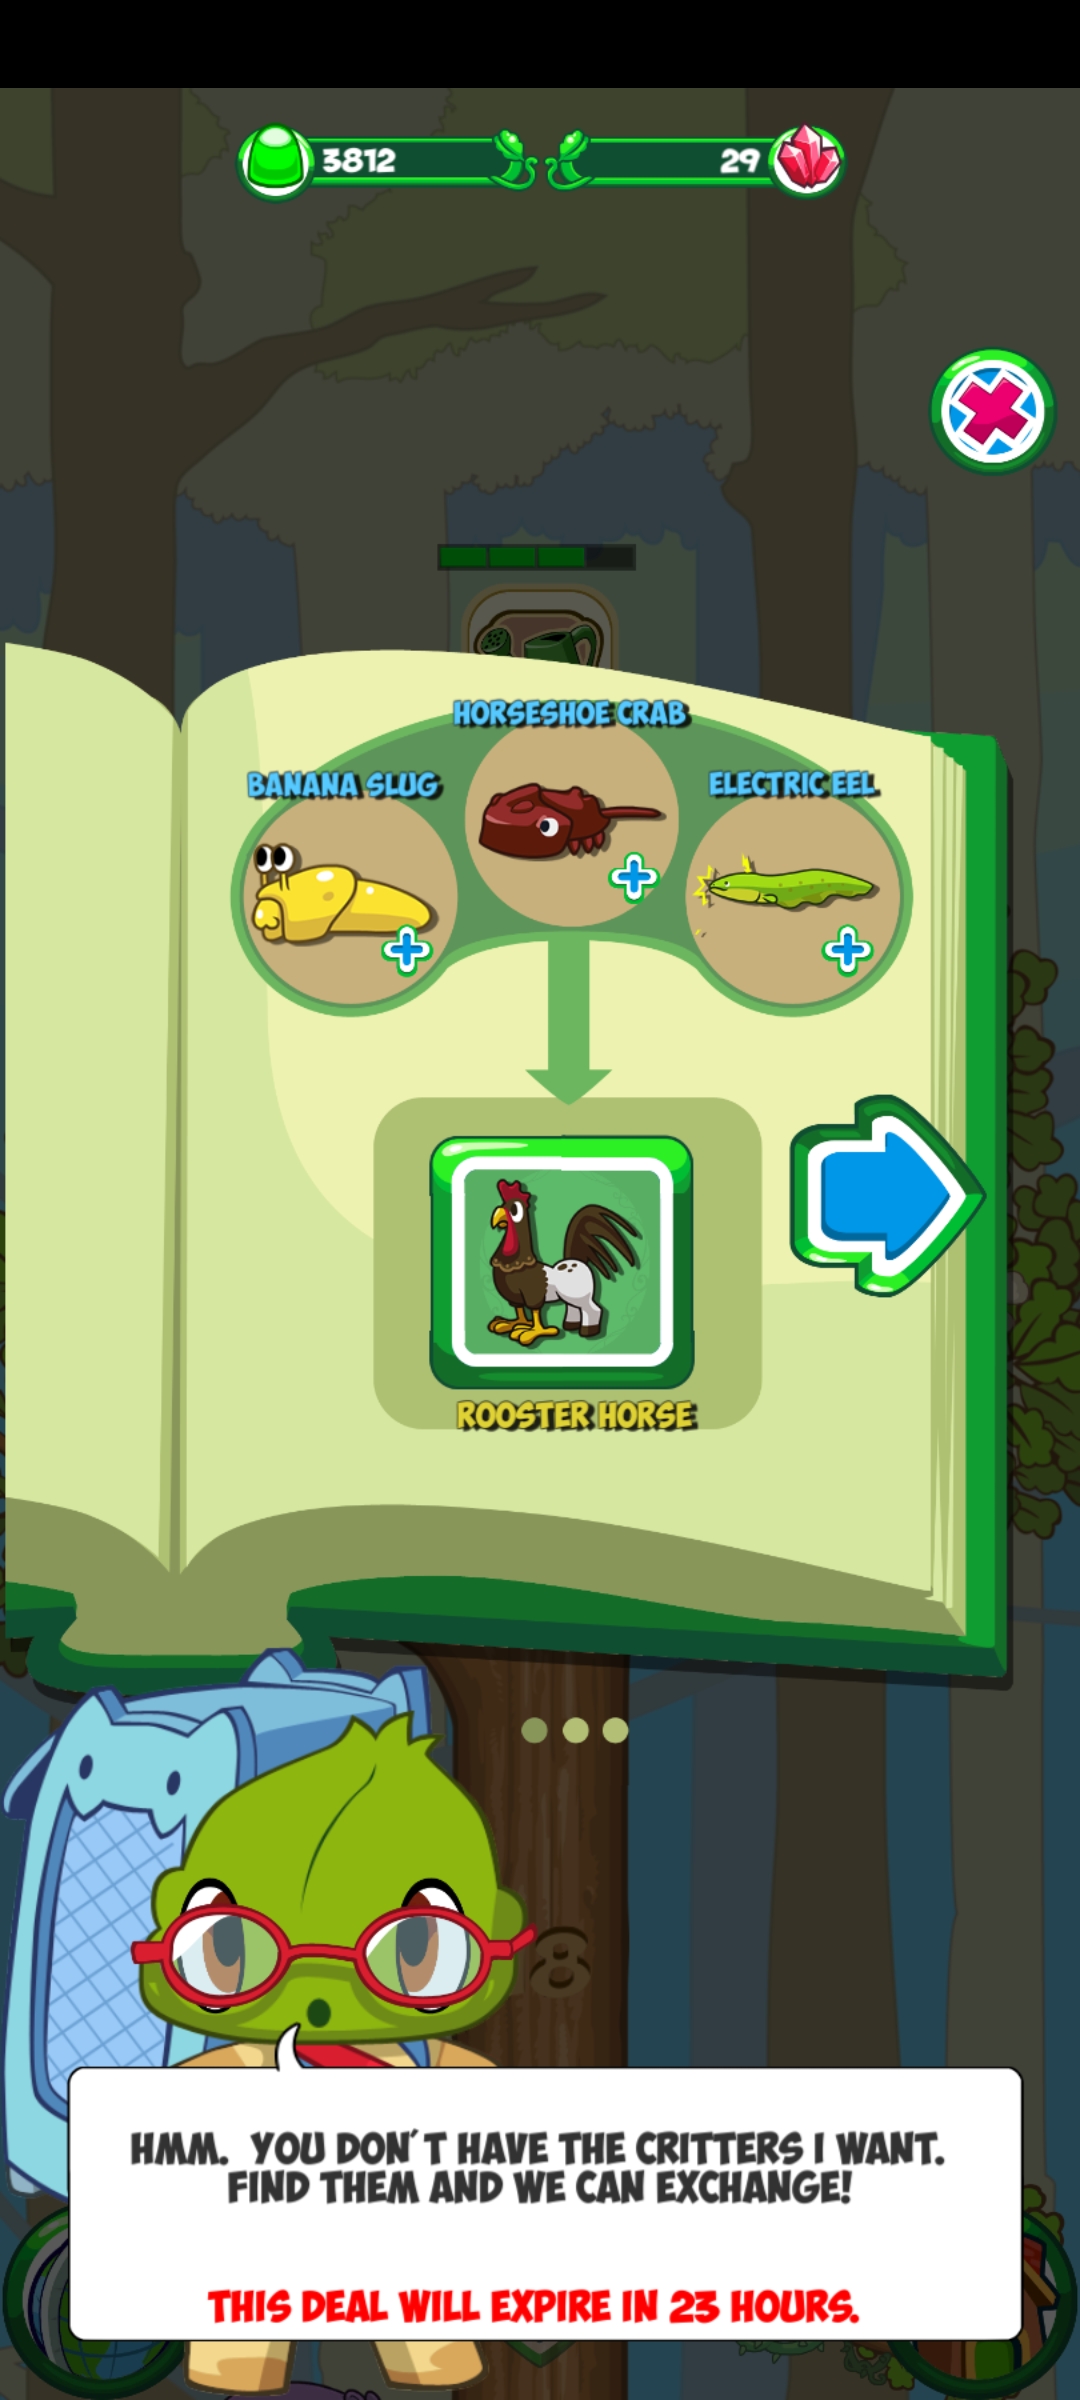 3812
29
HORSESHOE CRAB
BANANA SLUG
ELECTRIC EEL
ROOSTER HORSE
8
HMM. YOU DON'T HAVE THE CRITTERS I WANT.
FIND THEM AND WE CAN EXCHANGE!
THIS DEAL WILL EXPIRE IN 23 HOURS.